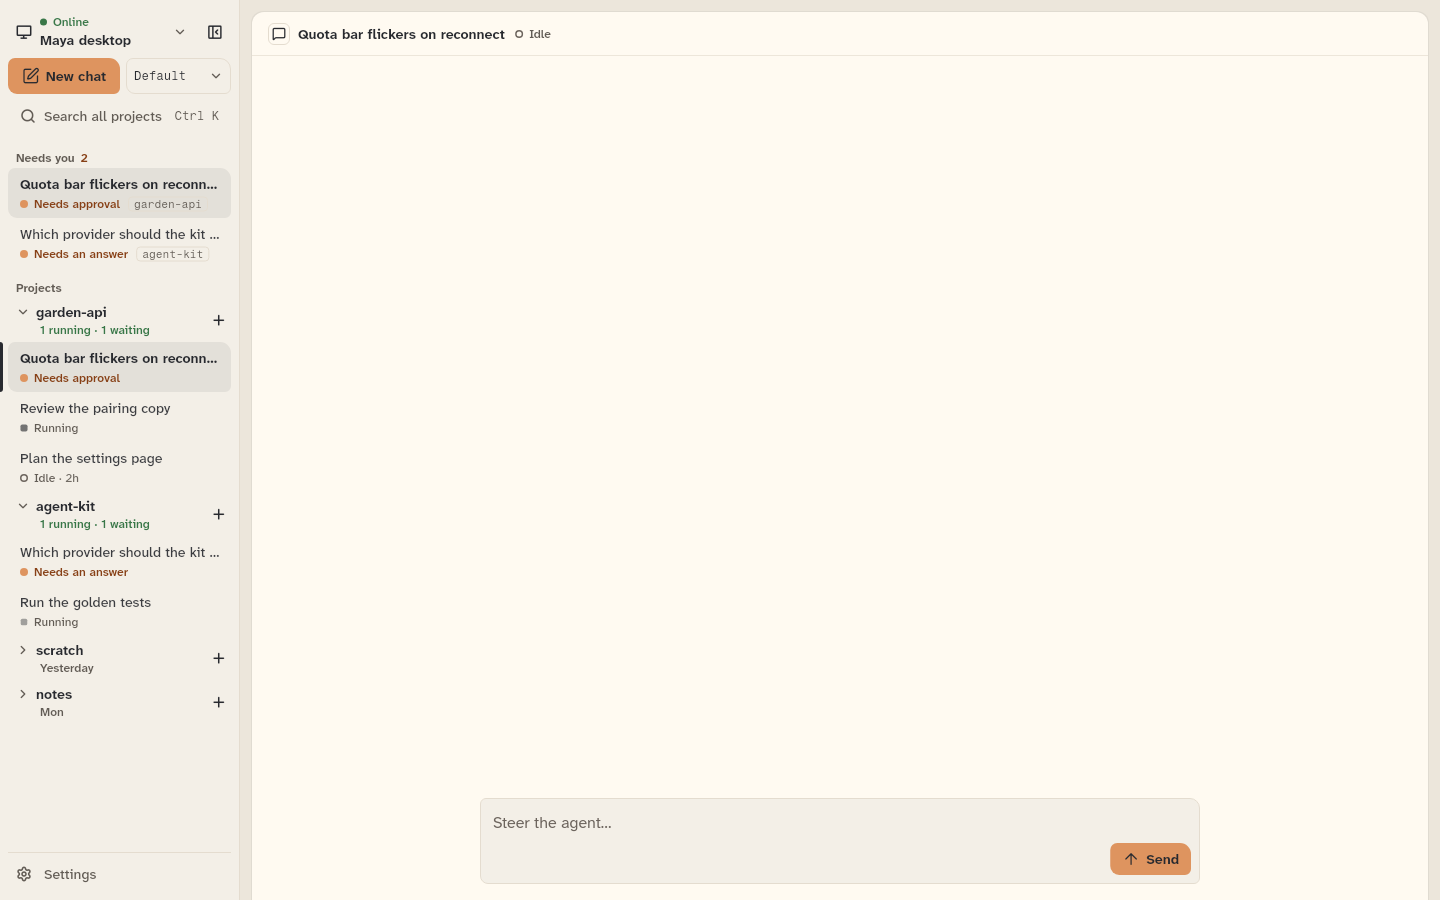 Online
Maya desktop
New chat
Default
Search all projects Ctrl K
Needs you 2
Quota bar flickers on reconn...
Needs approval garden-api
Which provider should the kit ...
Needs an answer agent-kit
Projects
garden-api
1 running · 1 waiting
Quota bar flickers on reconn...
Needs approval
Review the pairing copy
Running
Plan the settings page
Idle · 2h
agent-kit
1 running · 1 waiting
Which provider should the kit ...
Needs an answer
Run the golden tests
Running
scratch
Yesterday
notes
Mon
Settings
Quota bar flickers on reconnect Idle
Steer the agent...
Send